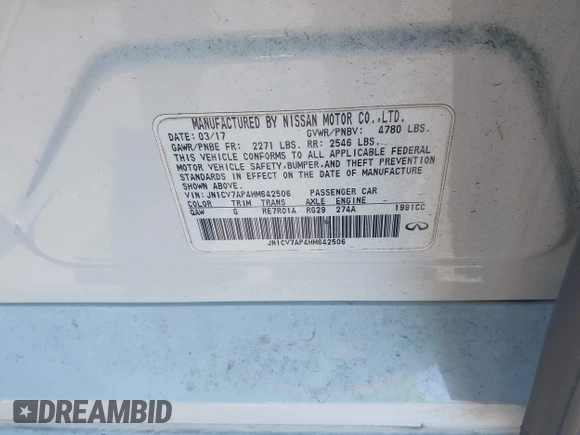 MANUFACTURED BY NISSAN MOTOR CO.,LTD.
DATE: 03/17 GVWR/PNBV: 4780 LBS.
GAWR/PNBE FR: 2271 LBS. RR: 2546 LBS.
THIS VEHICLE CONFORMS TO ALL APPLICABLE FEDERAL
MOTOR VEHICLE SAFETY, BUMPER, AND THEFT PREVENTION
STANDARDS IN EFFECT ON THE DATE OF MANUFACTURE
SHOWN ABOVE.
VIN: JN1CV7AP4HM642506 PASSENGER CAR
COLOR TRIM TRANS AXLE ENGINE
QAW G RE7R01A RG29 274A 1991CC
JN1CV7AP4HM642506
DREAMBID